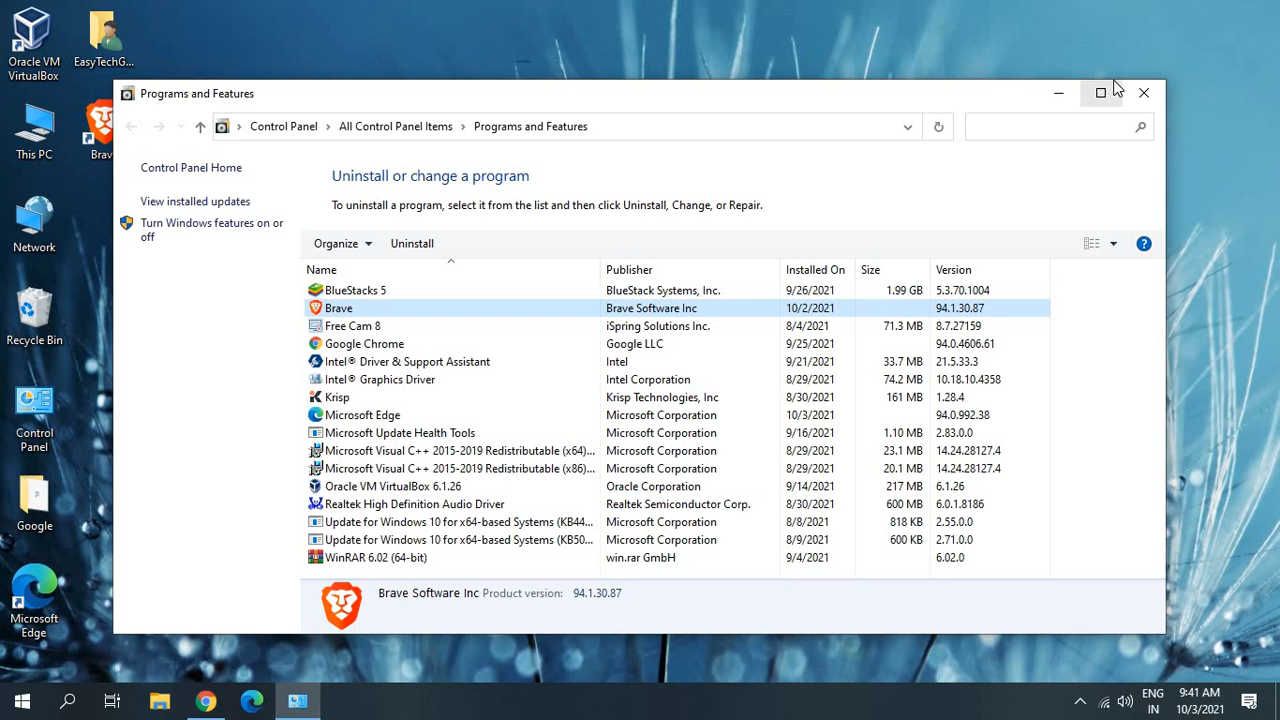 Oracle VM
VirtualBox
EasyTechG...
This PC
Brav
Network
Recycle Bin
Control
Panel
Google
Microsoft
Edge
Programs and Features
Control Panel › All Control Panel Items › Programs and Features
Control Panel Home
View installed updates
Turn Windows features on or
off
Uninstall or change a program
To uninstall a program, select it from the list and then click Uninstall, Change, or Repair.
Organize Uninstall
Name Publisher Installed On Size Version
BlueStacks 5 BlueStack Systems, Inc. 9/26/2021 1.99 GB 5.3.70.1004
Brave Brave Software Inc 10/2/2021 94.1.30.87
Free Cam 8 iSpring Solutions Inc. 8/4/2021 71.3 MB 8.7.27159
Google Chrome Google LLC 9/25/2021 94.0.4606.61
Intel® Driver & Support Assistant Intel 9/21/2021 33.7 MB 21.5.33.3
Intel® Graphics Driver Intel Corporation 8/29/2021 74.2 MB 10.18.10.4358
Krisp Krisp Technologies, Inc 8/30/2021 161 MB 1.28.4
Microsoft Edge Microsoft Corporation 10/3/2021 94.0.992.38
Microsoft Update Health Tools Microsoft Corporation 9/16/2021 1.10 MB 2.83.0.0
Microsoft Visual C++ 2015-2019 Redistributable (x64)... Microsoft Corporation 8/29/2021 23.1 MB 14.24.28127.4
Microsoft Visual C++ 2015-2019 Redistributable (x86)... Microsoft Corporation 8/29/2021 20.1 MB 14.24.28127.4
Oracle VM VirtualBox 6.1.26 Oracle Corporation 9/14/2021 217 MB 6.1.26
Realtek High Definition Audio Driver Realtek Semiconductor Corp. 8/30/2021 600 MB 6.0.1.8186
Update for Windows 10 for x64-based Systems (KB44... Microsoft Corporation 8/8/2021 818 KB 2.55.0.0
Update for Windows 10 for x64-based Systems (KB50... Microsoft Corporation 8/9/2021 600 KB 2.71.0.0
WinRAR 6.02 (64-bit) win.rar GmbH 9/4/2021 6.02.0
Brave Software Inc Product version: 94.1.30.87
ENG 9:41 AM
IN 10/3/2021